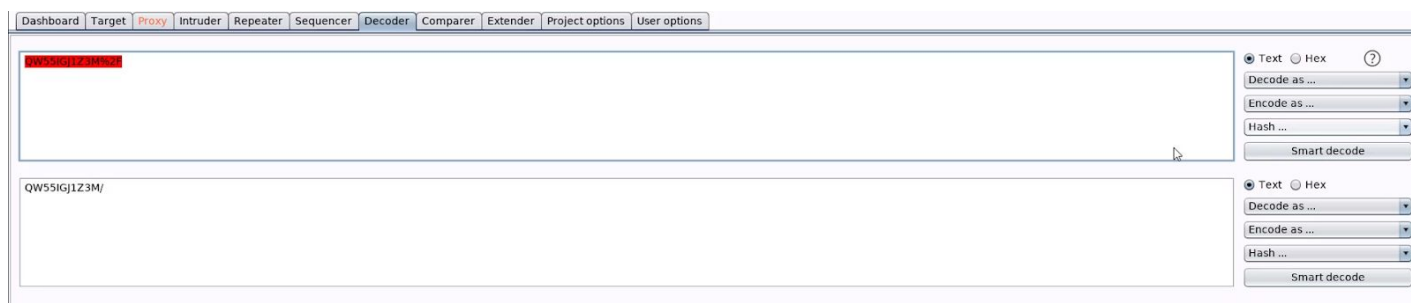 Dashboard Target Proxy Intruder Repeater Sequencer Decoder Comparer Extender Project options User options
QW55IGJ1Z3M%2F
Text Hex ?
Decode as ...
Encode as ...
Hash ...
Smart decode
QW55IGJ1Z3M/
Text Hex
Decode as ...
Encode as ...
Hash ...
Smart decode